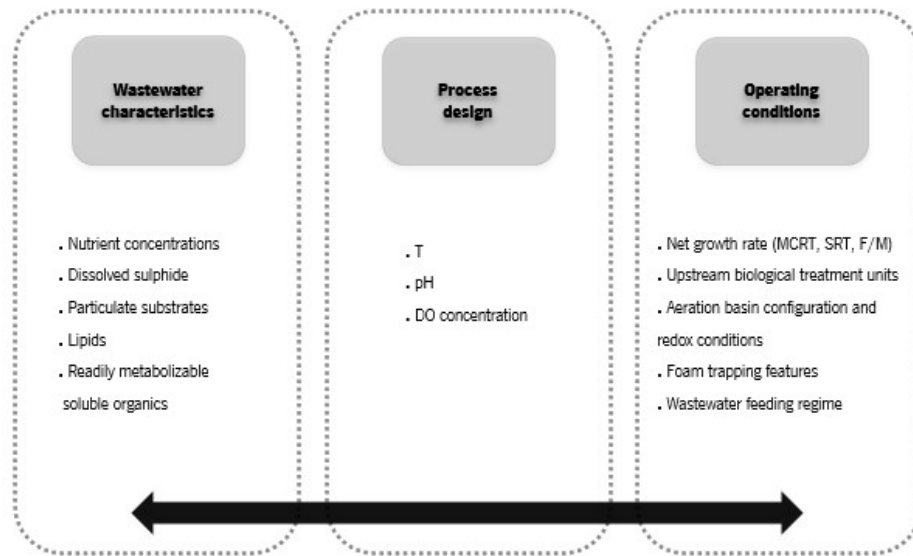 Wastewater
characteristics
. Nutrient concentrations
. Dissolved sulphide
. Particulate substrates
. Lipids
. Readily metabolizable
soluble organics
Process
design
. T
. pH
. DO concentration
Operating
conditions
. Net growth rate (MCRT, SRT, F/M)
. Upstream biological treatment units
. Aeration basin configuration and
redox conditions
. Foam trapping features
. Wastewater feeding regime